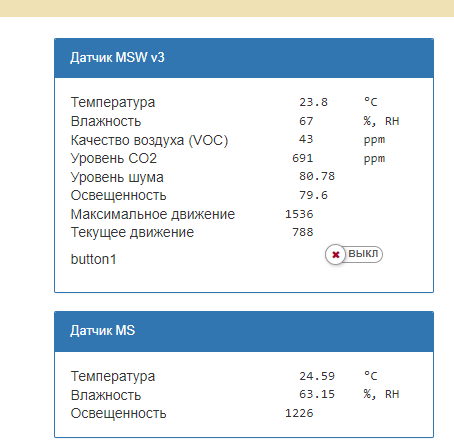 Датчик MSW v3
Температура 23.8 °C
Влажность 67 %, RH
Качество воздуха (VOC) 43 ppm
Уровень CO2 691 ppm
Уровень шума 80.78
Освещенность 79.6
Максимальное движение 1536
Текущее движение 788
button1 ВЫКЛ
Датчик MS
Температура 24.59 °C
Влажность 63.15 %, RH
Освещенность 1226